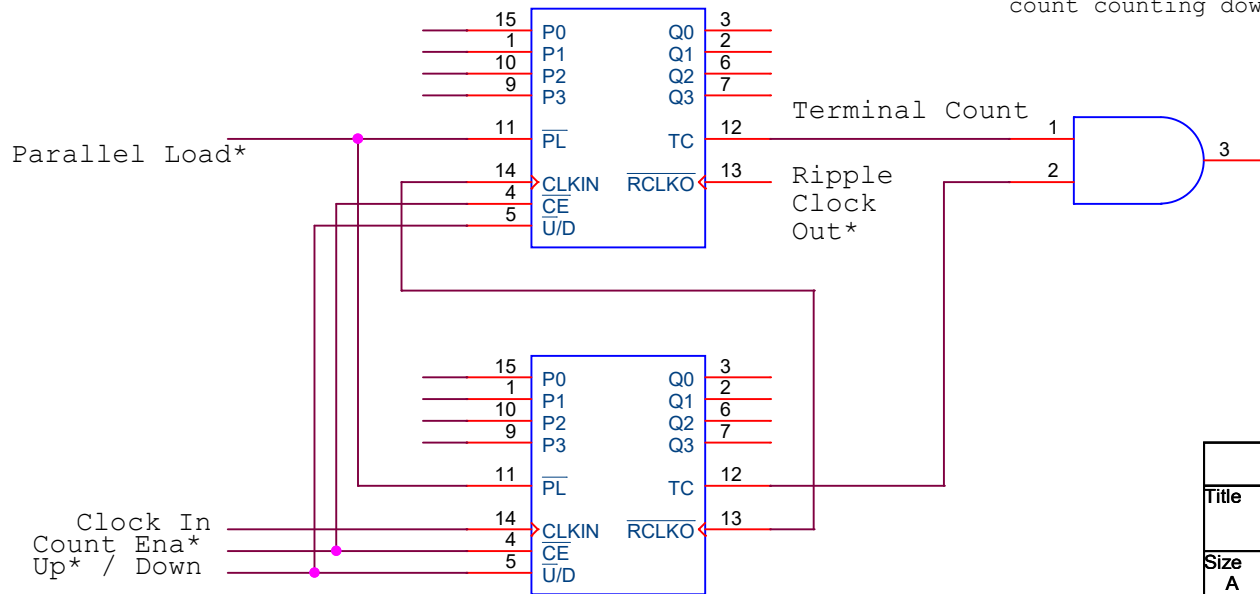 count counting dow
15 P0 Q0 3
1 P1 Q1 2
10 P2 Q2 6
9 P3 Q3 7
Terminal Count
11 PL TC 12
1
3
Parallel Load*
14 CLKIN RCLKO 13
2
4 CE
5 U/D
Ripple
Clock
Out*
15 P0 Q0 3
1 P1 Q1 2
10 P2 Q2 6
9 P3 Q3 7
11 PL TC 12
Clock In
14 CLKIN RCLKO 13
Count Ena*
4 CE
Up* / Down
5 U/D
Title
Size
A